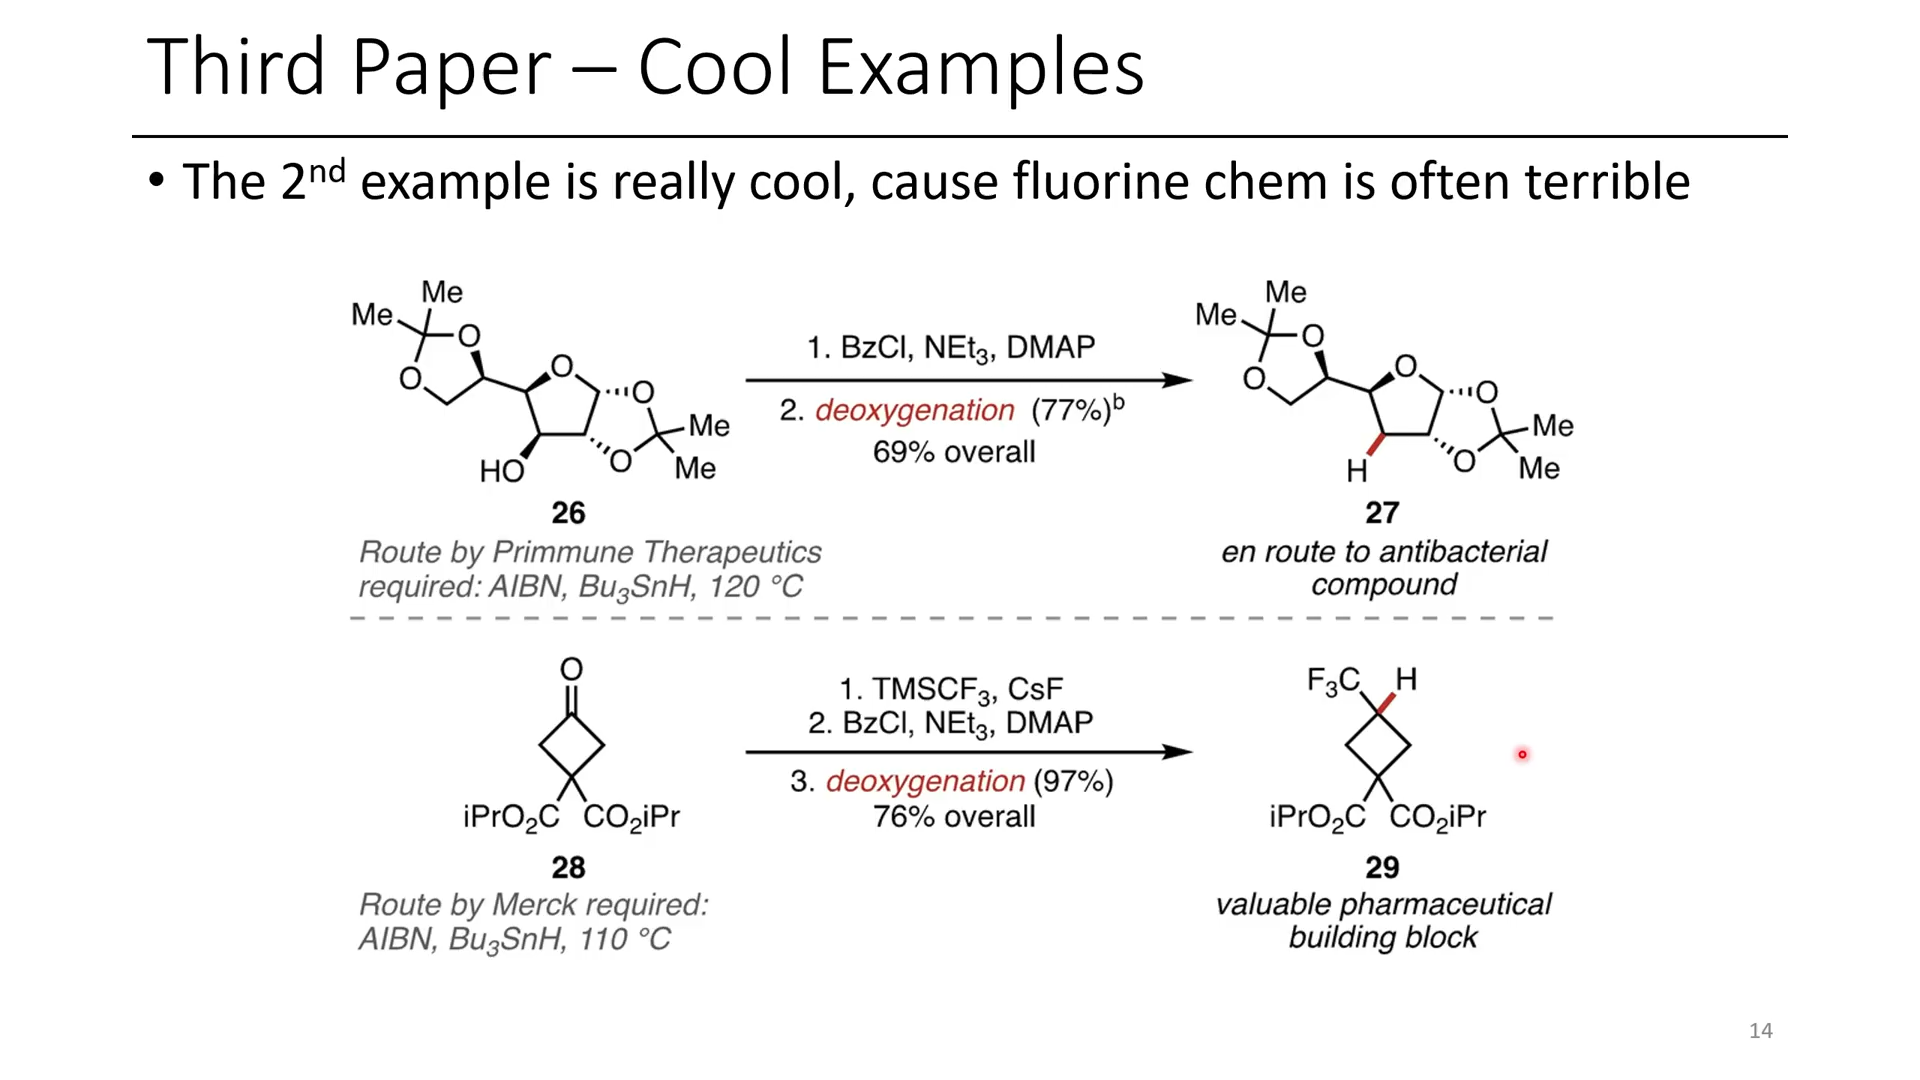 Third Paper – Cool Examples
• The 2nd example is really cool, cause fluorine chem is often terrible
Me
Me
O
O
O
O
O
Me
Me
HO
26
Route by Primmune Therapeutics
required: AIBN, Bu3SnH, 120 °C
1. BzCl, NEt3, DMAP
2. deoxygenation (77%)b
69% overall
Me
Me
O
O
O
O
O
Me
Me
H
27
en route to antibacterial
compound
O
iPrO2C CO2iPr
28
Route by Merck required:
AIBN, Bu3SnH, 110 °C
1. TMSCF3, CsF
2. BzCl, NEt3, DMAP
3. deoxygenation (97%)
76% overall
F3C H
iPrO2C CO2iPr
29
valuable pharmaceutical
building block
14